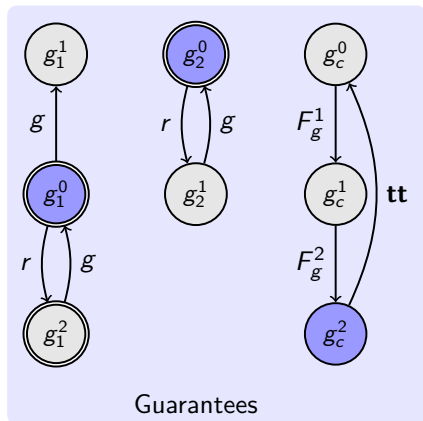 g₁¹ g₂⁰ g_c⁰
g r g F_g¹
g₁⁰ g₂¹ g_c¹ tt
r g F_g²
g₁² g_c²
Guarantees